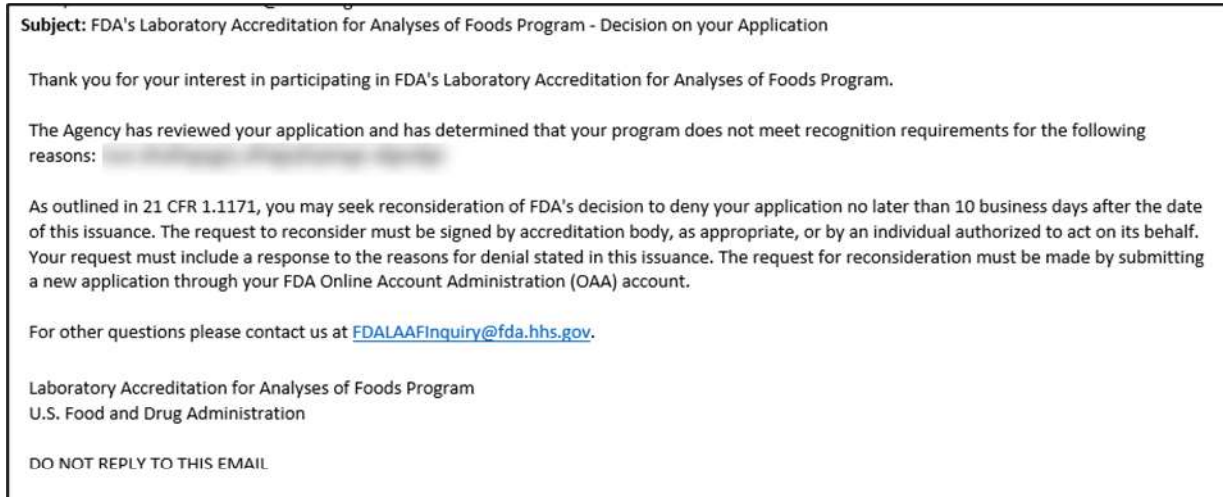 Subject: FDA's Laboratory Accreditation for Analyses of Foods Program - Decision on your Application
Thank you for your interest in participating in FDA's Laboratory Accreditation for Analyses of Foods Program.
The Agency has reviewed your application and has determined that your program does not meet recognition requirements for the following
reasons:
As outlined in 21 CFR 1.1171, you may seek reconsideration of FDA's decision to deny your application no later than 10 business days after the date
of this issuance. The request to reconsider must be signed by accreditation body, as appropriate, or by an individual authorized to act on its behalf.
Your request must include a response to the reasons for denial stated in this issuance. The request for reconsideration must be made by submitting
a new application through your FDA Online Account Administration (OAA) account.
For other questions please contact us at FDALAAFInquiry@fda.hhs.gov.
Laboratory Accreditation for Analyses of Foods Program
U.S. Food and Drug Administration
DO NOT REPLY TO THIS EMAIL